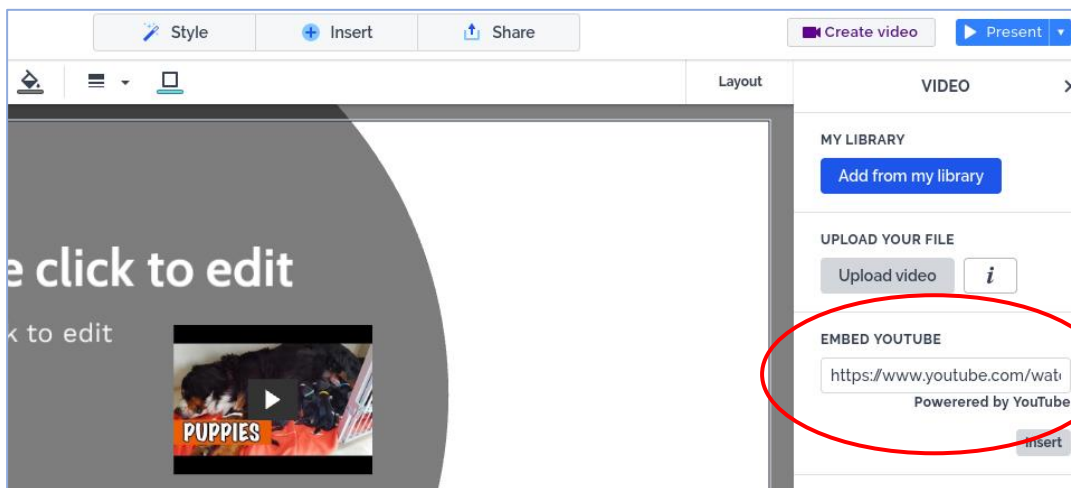 Style
Insert
Share
Create video
Present
Layout
VIDEO
MY LIBRARY
Add from my library
UPLOAD YOUR FILE
Upload video
i
EMBED YOUTUBE
https://www.youtube.com/wat
Powerered by YouTube
Insert
e click to edit
k to edit
PUPPIES